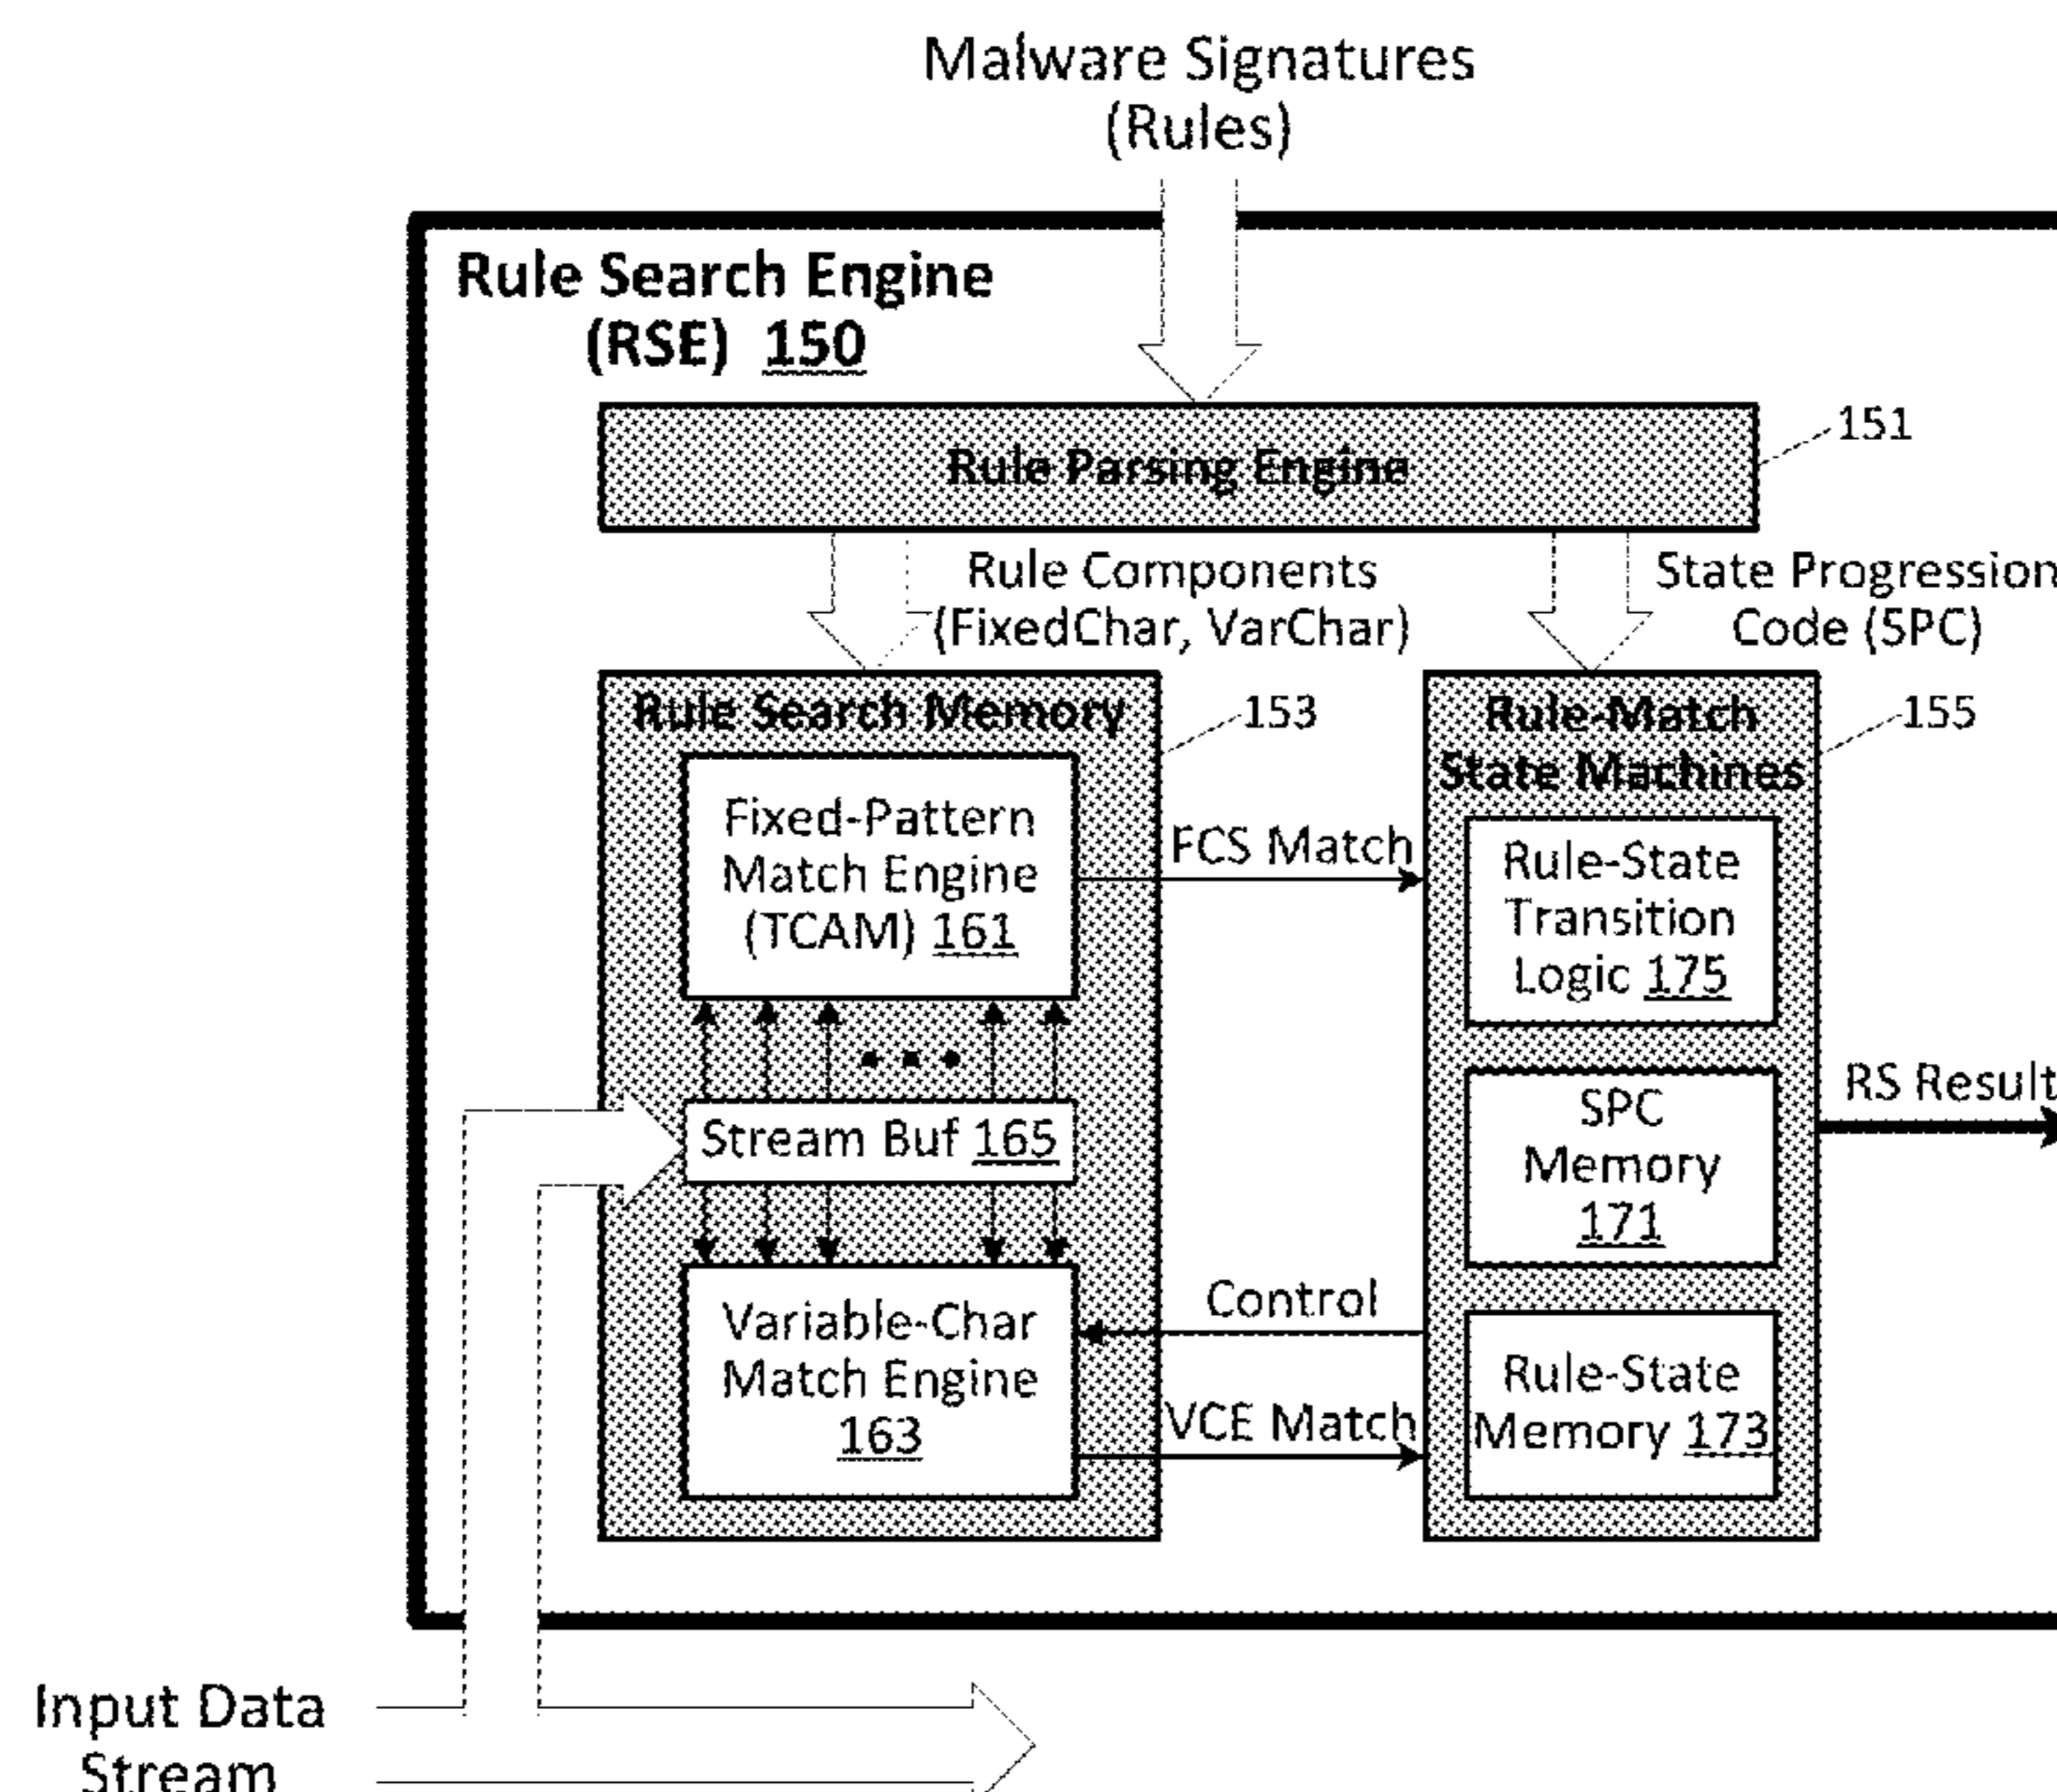 Malware Signatures
(Rules)
Rule Search Engine
(RSE) 150
Rule Parsing Engine
151
Rule Components
(FixedChar, VarChar)
State Progression
Code (SPC)
Rule Search Memory
153
Rule-Match
State Machines
155
Fixed-Pattern
Match Engine
(TCAM) 161
FCS Match
Rule-State
Transition
Logic 175
Stream Buf 165
SPC
Memory
171
RS Result
Variable-Char
Match Engine
163
Control
VCE Match
Rule-State
Memory 173
Input Data
Stream